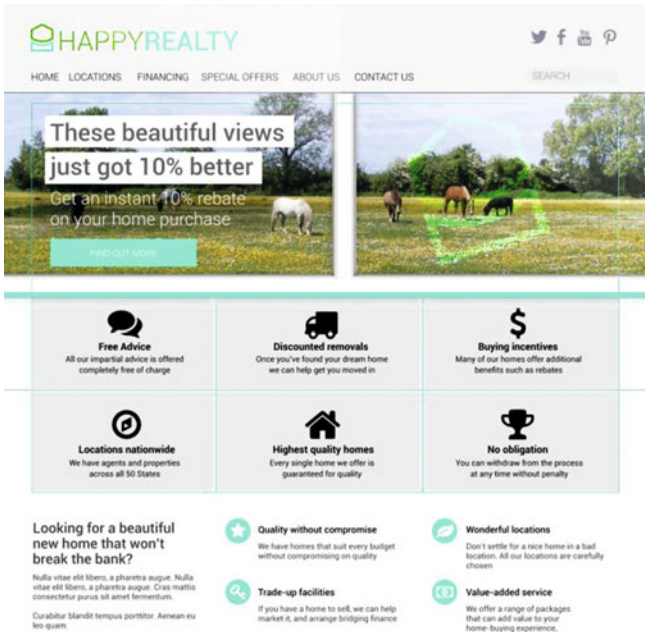 HAPPYREALTY
HOME LOCATIONS FINANCING SPECIAL OFFERS ABOUT US CONTACT US SEARCH
These beautiful views
just got 10% better
Get an instant 10% rebate
on your home purchase
FIND OUT MORE
Free Advice
All our impartial advice is offered
completely free of charge
Discounted removals
Once you've found your dream home
we can help get you moved in
Buying incentives
Many of our homes offer additional
benefits such as rebates
Locations nationwide
We have agents and properties
across all 50 States
Highest quality homes
Every single home we offer is
guaranteed for quality
No obligation
You can withdraw from the process
at any time without penalty
Looking for a beautiful
new home that won't
break the bank?
Nulla vitae elit libero, a pharetra augue. Nulla
vitae elit libero, a pharetra augue. Cras mattis
consectetur purus sit amet fermentum.
Curabitur blandit tempus porttitor. Aenean eu
leo quam.
Quality without compromise
We have homes that suit every budget
without compromising on quality
Trade-up facilities
If you have a home to sell, we can help
market it, and arrange bridging finance
Wonderful locations
Don't settle for a nice home in a bad
location. All our locations are carefully
chosen
Value-added service
We offer a range of packages
that can add value to your
home-buying experience,